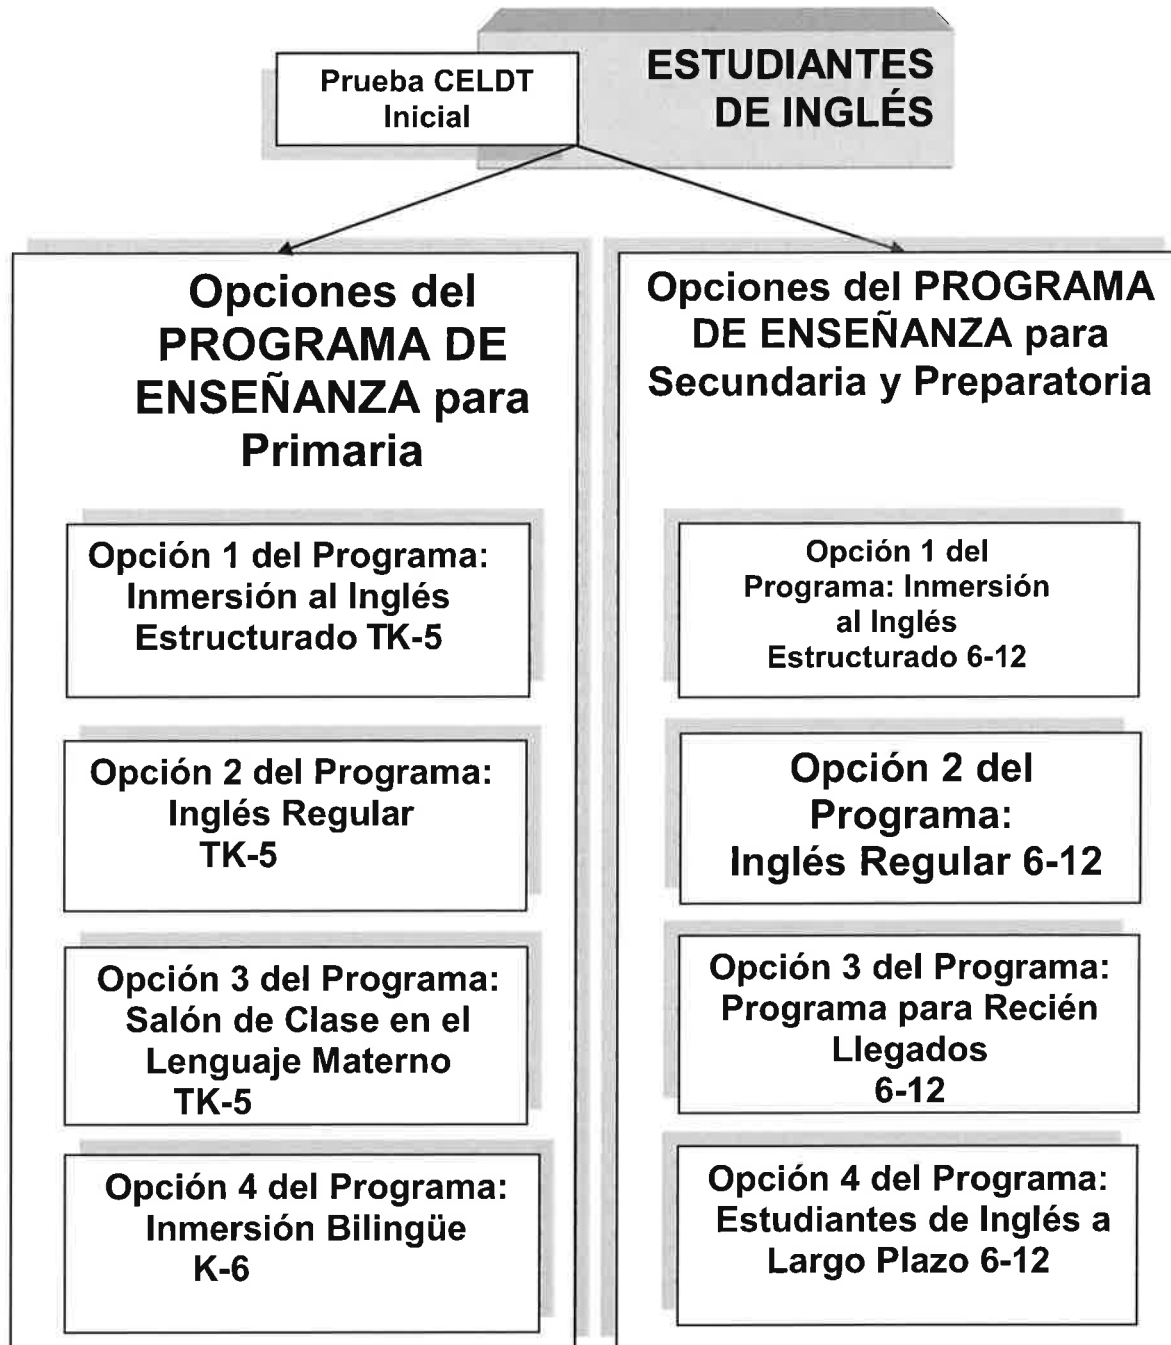 Prueba CELDT
Inicial
ESTUDIANTES
DE INGLÉS
Opciones del
PROGRAMA DE
ENSEÑANZA para
Primaria
Opción 1 del Programa:
Inmersión al Inglés
Estructurado TK-5
Opción 2 del Programa:
Inglés Regular
TK-5
Opción 3 del Programa:
Salón de Clase en el
Lenguaje Materno
TK-5
Opción 4 del Programa:
Inmersión Bilingüe
K-6
Opciones del PROGRAMA
DE ENSEÑANZA para
Secundaria y Preparatoria
Opción 1 del
Programa: Inmersión
al Inglés
Estructurado 6-12
Opción 2 del
Programa:
Inglés Regular 6-12
Opción 3 del Programa:
Programa para Recién
Llegados
6-12
Opción 4 del Programa:
Estudiantes de Inglés a
Largo Plazo 6-12